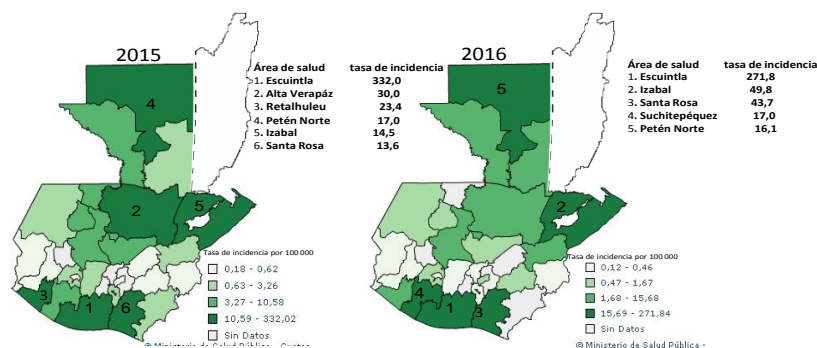 2015
Área de salud tasa de incidencia
1. Escuintla 332,0
2. Alta Verapáz 30,0
3. Retalhuleu 23,4
4. Petén Norte 17,0
5. Izabal 14,5
6. Santa Rosa 13,6
4
2
5
3
1
6
Tasa de incidencia por 100 000
0,18 - 0,62
0,63 - 3,26
3,27 - 10,58
10,59 - 332,02
Sin Datos
© Ministerio de Salud Pública -
2016
Área de salud tasa de incidencia
1. Escuintla 271,8
2. Izabal 49,8
3. Santa Rosa 43,7
4. Suchitepéquez 17,0
5. Petén Norte 16,1
5
2
4
1
3
Tasa de incidencia por 100 000
0,12 - 0,46
0,47 - 1,67
1,68 - 15,68
15,69 - 271,84
Sin Datos
© Ministerio de Salud Pública -